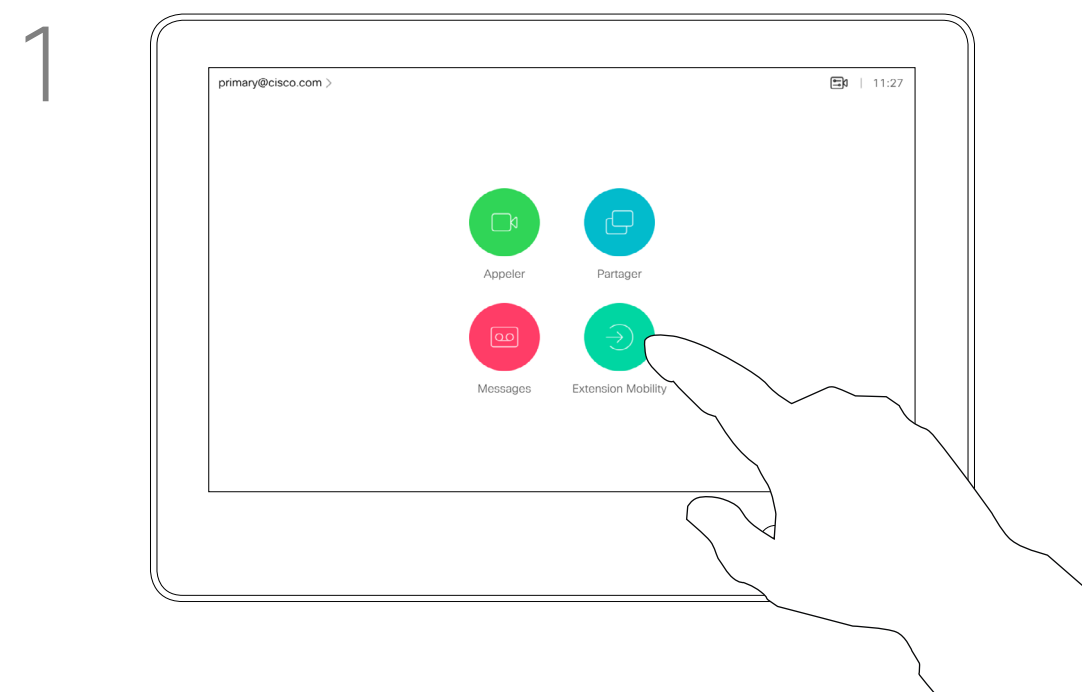 1
primary@cisco.com >
11:27
Appeler
Partager
Messages
Extension Mobility